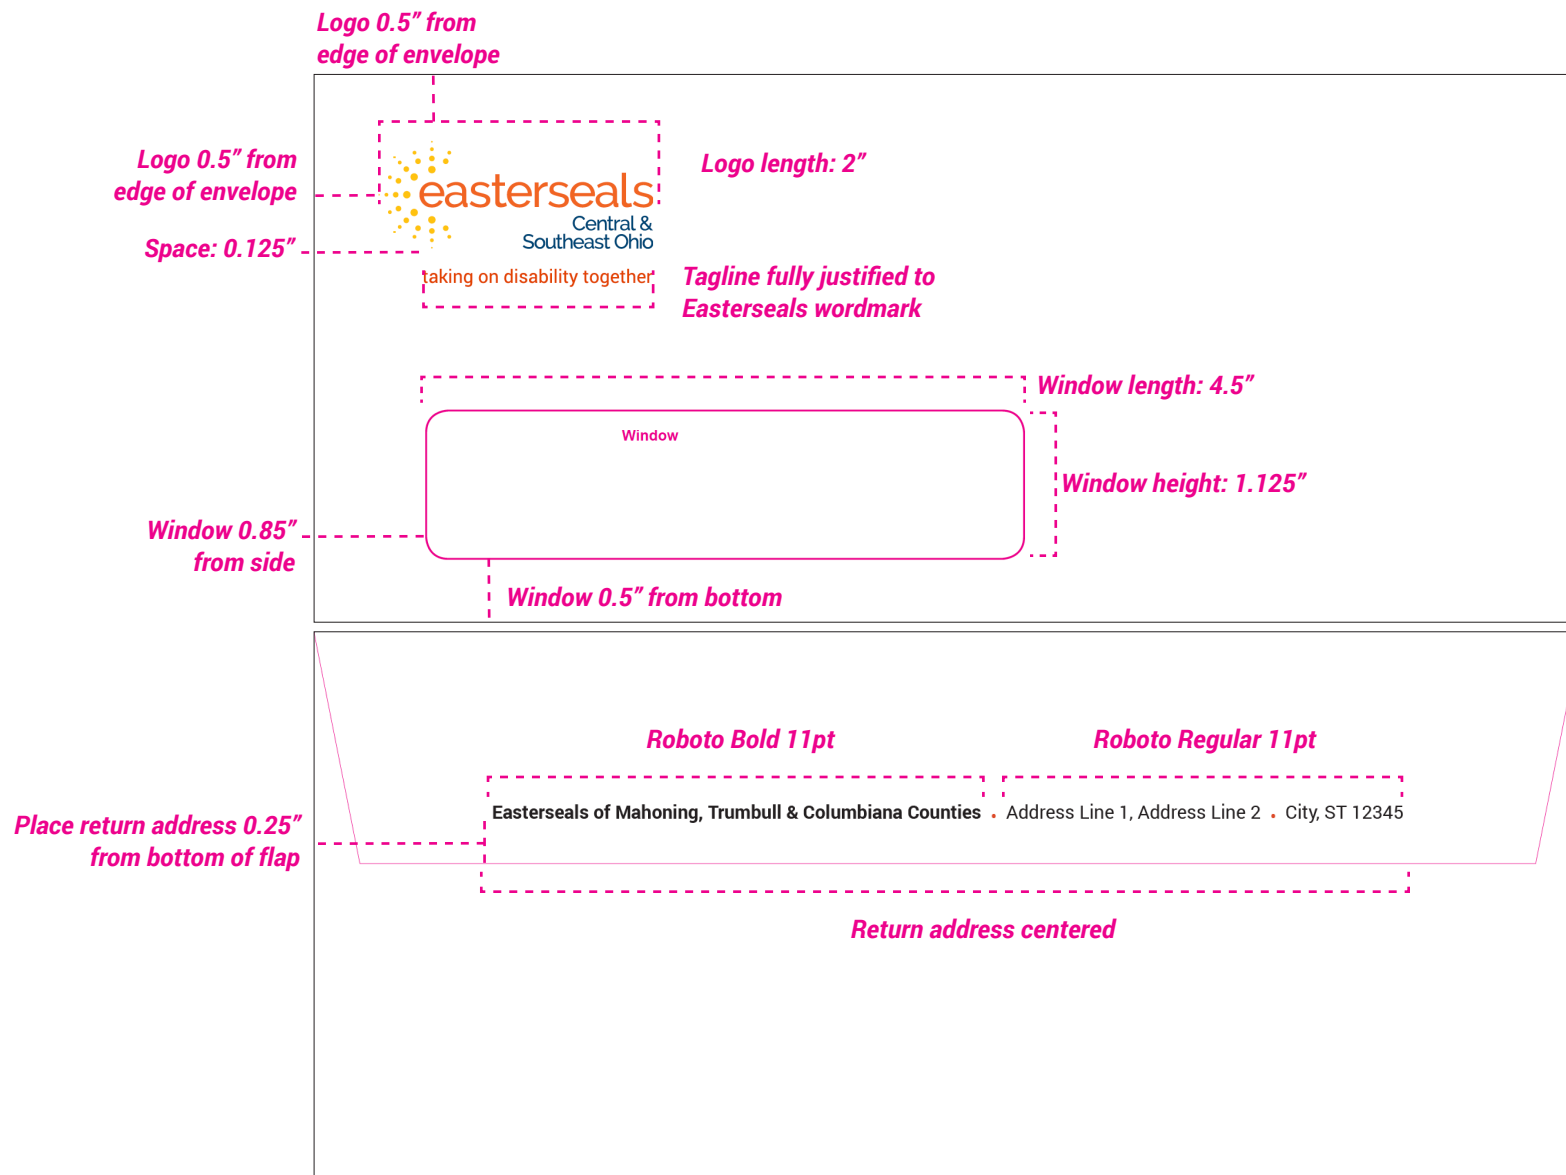 Logo 0.5” from
edge of envelope
Logo 0.5” from
edge of envelope
Logo length: 2”
easterseals
Central &
Southeast Ohio
Space: 0.125”
taking on disability together
Tagline fully justified to
Easterseals wordmark
Window length: 4.5”
Window
Window height: 1.125”
Window 0.85”
from side
Window 0.5” from bottom
Roboto Bold 11pt
Roboto Regular 11pt
Easterseals of Mahoning, Trumbull & Columbiana Counties . Address Line 1, Address Line 2 . City, ST 12345
Place return address 0.25”
from bottom of flap
Return address centered